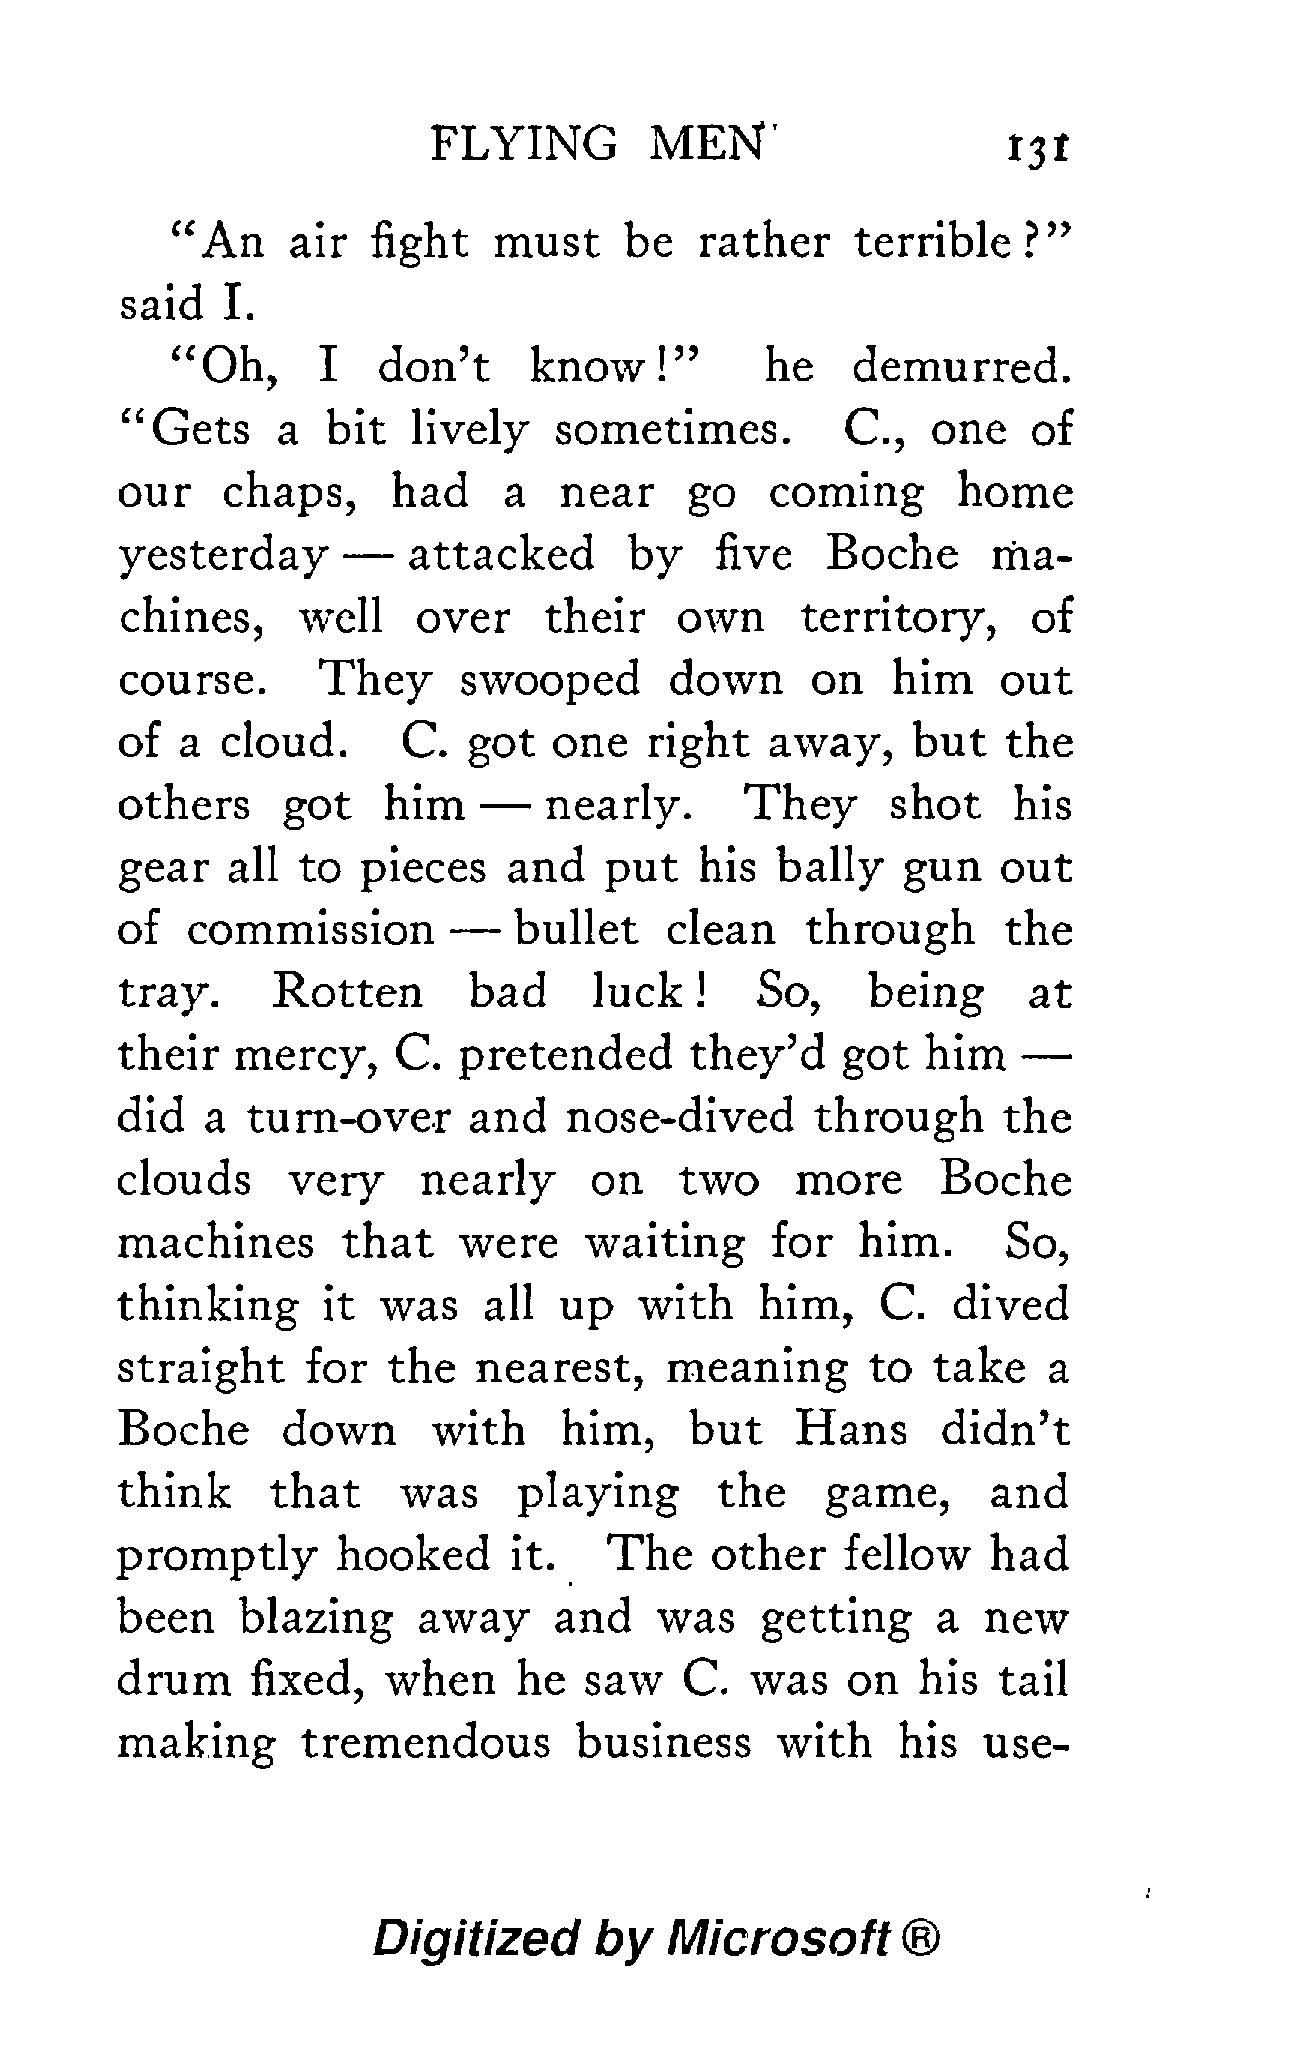 FLYING MEN 131
“An air fight must be rather terrible?”
said I.
“Oh, I don’t know!” he demurred.
“Gets a bit lively sometimes. C., one of
our chaps, had a near go coming home
yesterday — attacked by five Boche ma-
chines, well over their own territory, of
course. They swooped down on him out
of a cloud. C. got one right away, but the
others got him — nearly. They shot his
gear all to pieces and put his bally gun out
of commission — bullet clean through the
tray. Rotten bad luck! So, being at
their mercy, C. pretended they’d got him —
did a turn-over and nose-dived through the
clouds very nearly on two more Boche
machines that were waiting for him. So,
thinking it was all up with him, C. dived
straight for the nearest, meaning to take a
Boche down with him, but Hans didn’t
think that was playing the game, and
promptly hooked it. The other fellow had
been blazing away and was getting a new
drum fixed, when he saw C. was on his tail
making tremendous business with his use-
Digitized by Microsoft ®